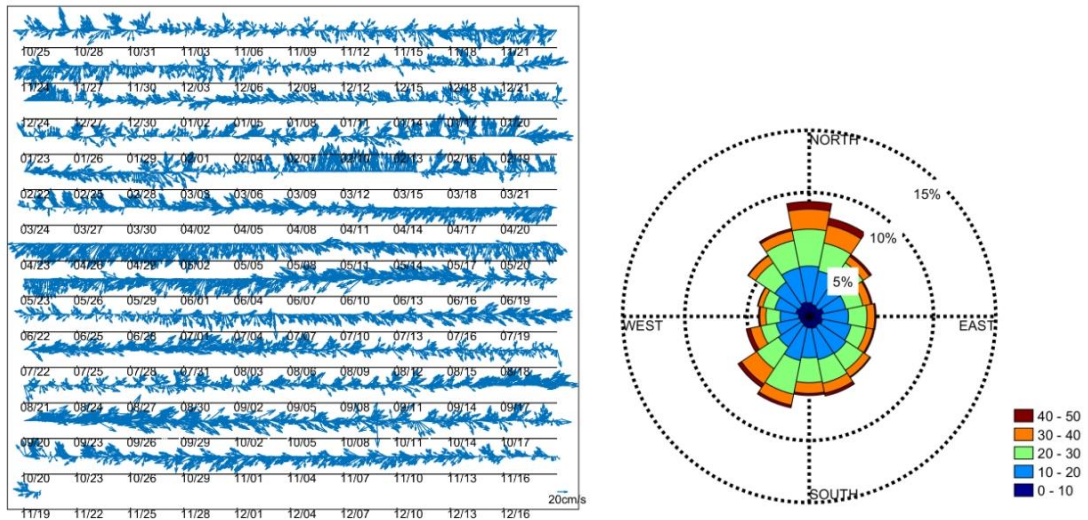 10/25 10/28 10/31 11/03 11/06 11/09 11/12 11/15 11/18 11/21
11/24 11/27 11/30 12/03 12/06 12/09 12/12 12/15 12/18 12/21
12/24 12/27 12/30 01/02 01/05 01/08 01/11 01/14 01/17 01/20
01/23 01/26 01/29 02/01 02/04 02/07 02/10 02/13 02/16 02/19
02/22 02/25 02/28 03/03 03/06 03/09 03/12 03/15 03/18 03/21
03/24 03/27 03/30 04/02 04/05 04/08 04/11 04/14 04/17 04/20
04/23 04/26 04/29 05/02 05/05 05/08 05/11 05/14 05/17 05/20
05/23 05/26 05/29 06/01 06/04 06/07 06/10 06/13 06/16 06/19
06/22 06/25 06/28 07/01 07/04 07/07 07/10 07/13 07/16 07/19
07/22 07/25 07/28 07/31 08/03 08/06 08/09 08/12 08/15 08/18
08/21 08/24 08/27 08/30 09/02 09/05 09/08 09/11 09/14 09/17
09/20 09/23 09/26 09/29 10/02 10/05 10/08 10/11 10/14 10/17
10/20 10/23 10/26 10/29 11/01 11/04 11/07 11/10 11/13 11/16
20cm/s
11/19 11/22 11/25 11/28 12/01 12/04 12/07 12/10 12/13 12/16
NORTH
15%
10%
5%
WEST
EAST
SOUTH
40 - 50
30 - 40
20 - 30
10 - 20
0 - 10